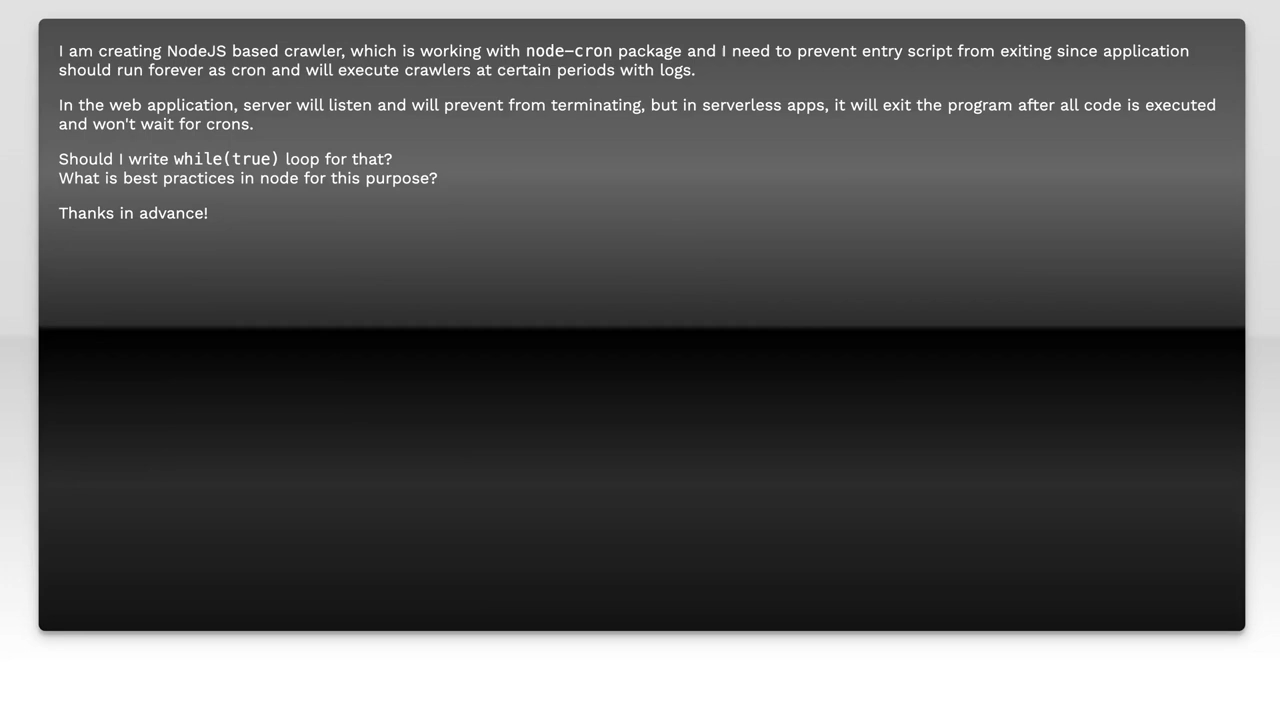 I am creating NodeJS based crawler, which is working with node-cron package and I need to prevent entry script from exiting since application
should run forever as cron and will execute crawlers at certain periods with logs.
In the web application, server will listen and will prevent from terminating, but in serverless apps, it will exit the program after all code is executed
and won't wait for crons.
Should I write while(true) loop for that?
What is best practices in node for this purpose?
Thanks in advance!